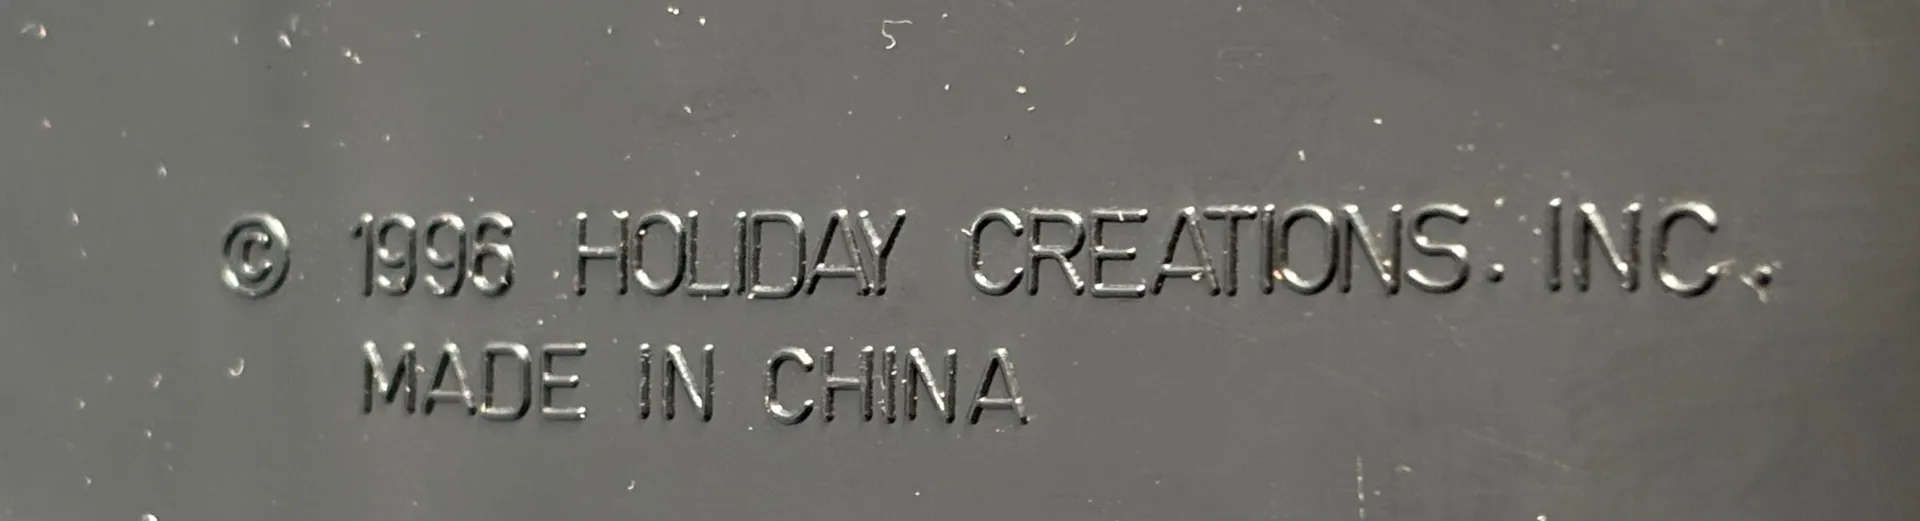 © 1996 HOLIDAY CREATIONS. INC.
MADE IN CHINA